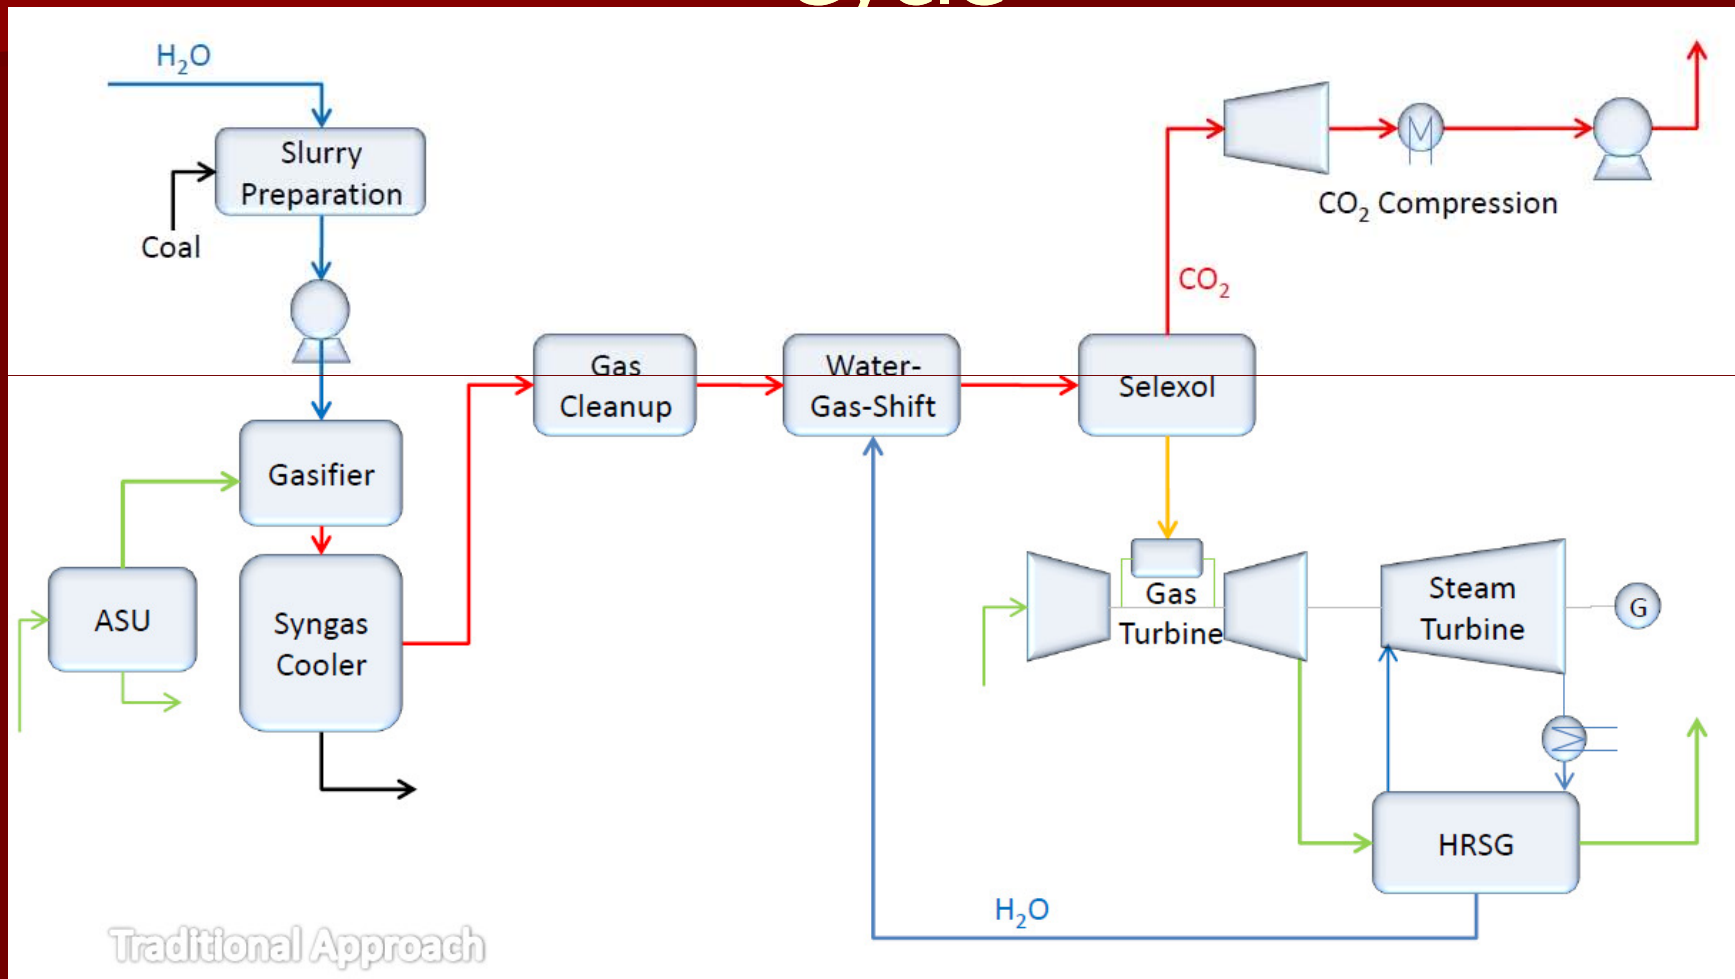 H₂O
Slurry
Preparation
Coal
CO₂ Compression
CO₂
Gas
Cleanup
Water-
Gas-Shift
Selexol
Gasifier
ASU
Syngas
Cooler
Gas
Turbine
Steam
Turbine
G
HRSG
H₂O
Traditional Approach